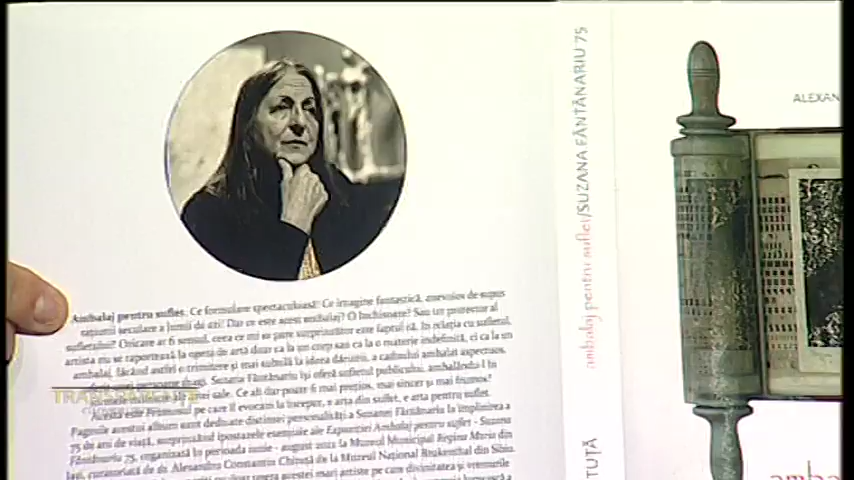 Ambalaj pentru suflet. Ce formulare spectaculoasă! Ce imagine fantastică, anevoios de supus
rațiunii seculare a lumii de azi! Dar ce este acest ambalaj? O închisoare? Sau un protector al
sufletului? Oricare ar fi sensul, ceea ce mi se pare surprinzător este faptul că, în relația cu sufletul,
artista nu se raportează la operă de artă doar ca la un corp sau ca la o materie indefinită, ci ca la un
ambalaj, făcând astfel o trimitere și mai subtilă la ideea dăruirii, a cadoului ambalat aspectuos,
Suzana Fântânariu își oferă sufletul publicului, ambalându-l în
sale. Ce alt dar poate fi mai prețios, mai sincer și mai frumos?
pe care îl evocam la început, e arta din suflet, e arta pentru suflet.
Paginile acestui album sunt dedicate distinsei personalități a Suzanei Fântânariu la împlinirea a
75 de ani de viață, surprinzând ipostazele esențiale ale Expoziției Ambalaj pentru suflet - Suzana
Fântânariu 75, organizată în perioada iunie - august 2022 la Muzeul Municipal Regina Maria din
Iași, curatoriată de dr. Alexandru Constantin Chituță de la Muzeul Național Brukenthal din Sibiu.
TRANSPARENȚE
ambalaj pentru suflet/SUZANA FÂNTÂNARIU 75
TUȚĂ
ALEXAN
amba